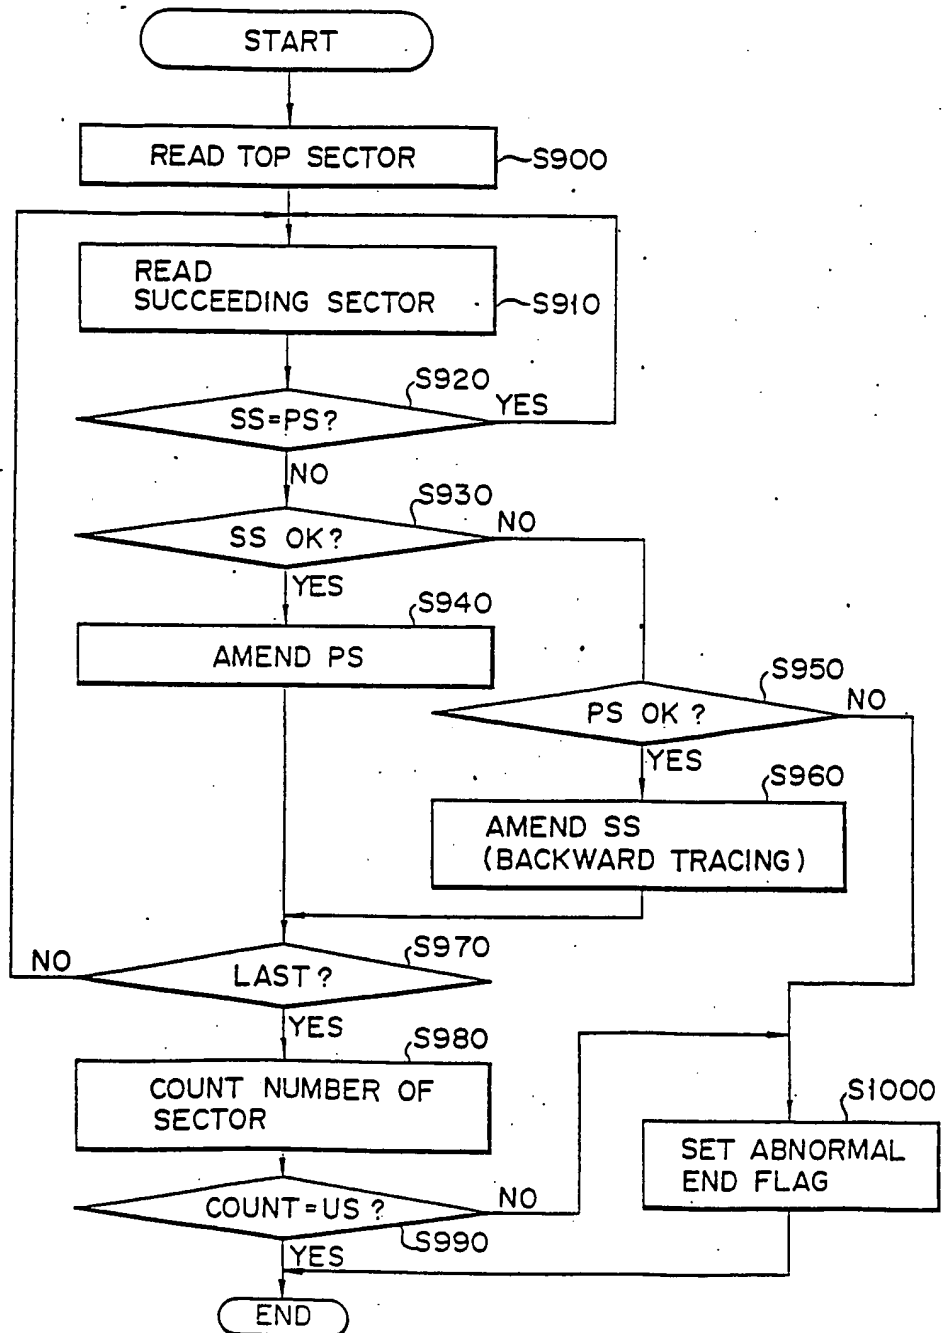 START
READ TOP SECTOR
S900
READ
SUCCEEDING SECTOR
S910
S920
SS=PS?
YES
NO
S930
SS OK?
NO
YES
S940
AMEND PS
S950
PS OK?
NO
YES
S960
AMEND SS
(BACKWARD TRACING)
S970
NO
LAST?
YES
S980
COUNT NUMBER OF
SECTOR
S1000
SET ABNORMAL
END FLAG
COUNT=US?
NO
S990
YES
END